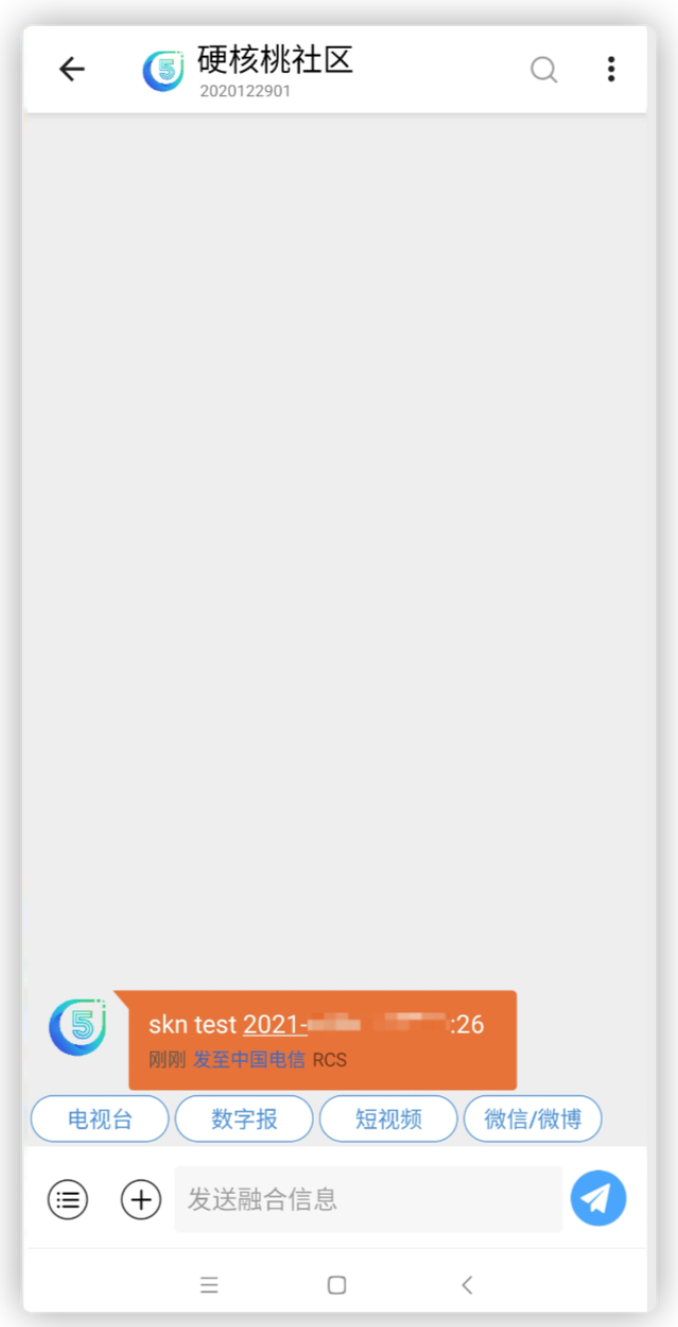 硬核桃社区
2020122901
5
skn test 2021- :26
刚刚 发至中国电信 RCS
电视台 数字报 短视频 微信/微博
发送融合信息